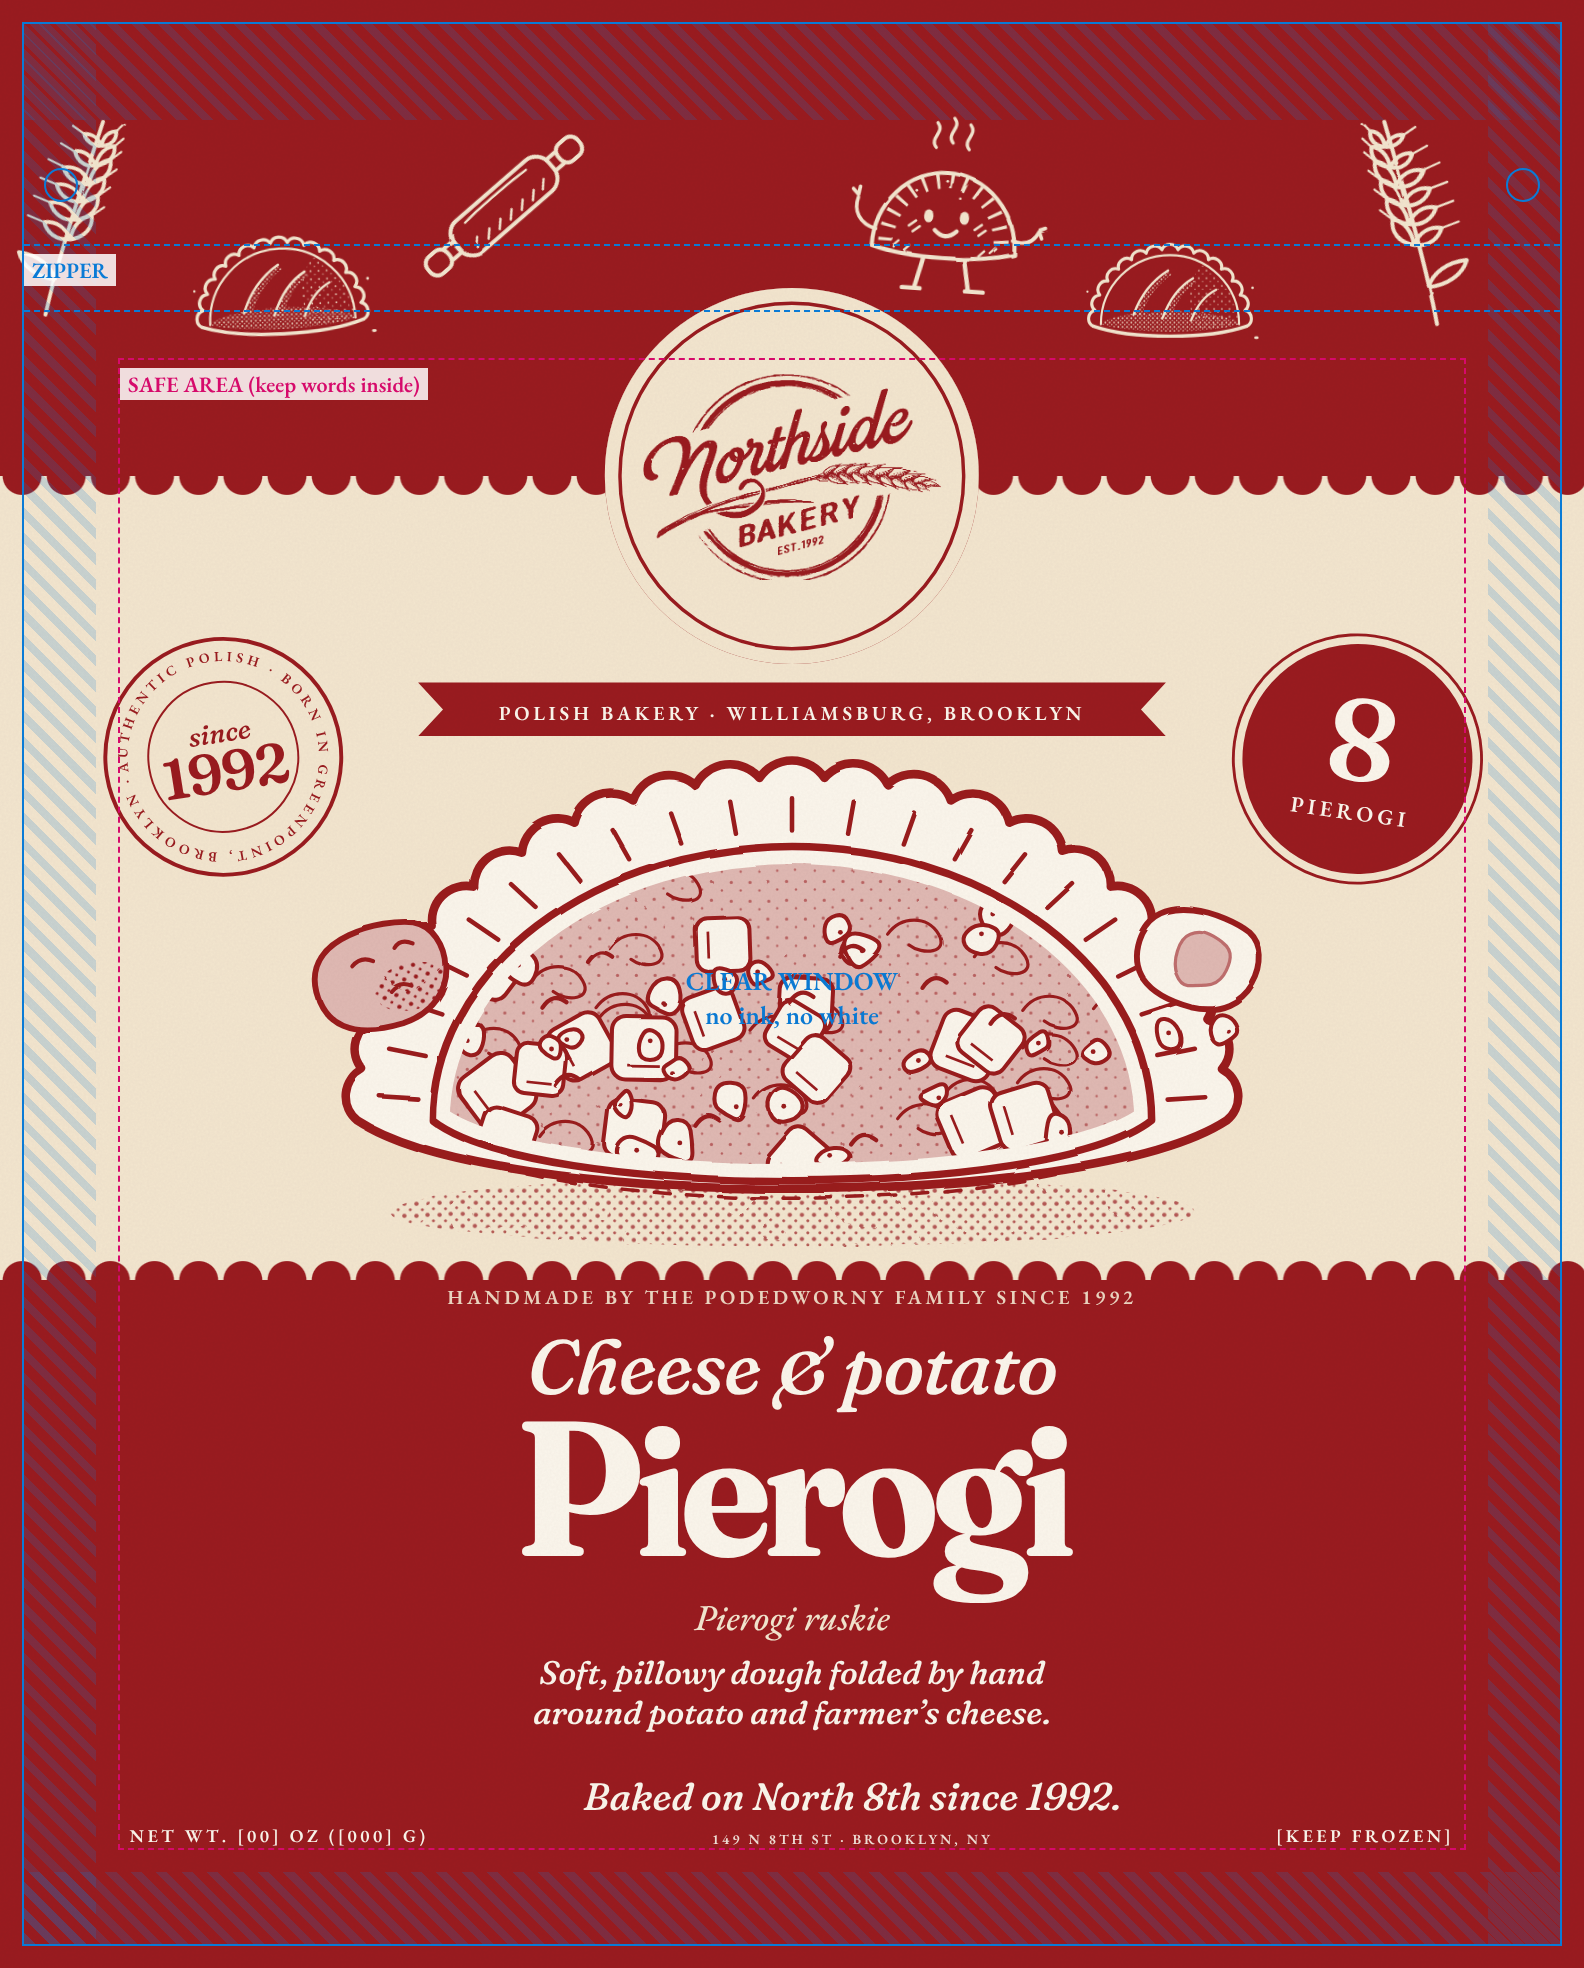 ZIPPER
SAFE AREA (keep words inside)
Northside
BAKERY
EST.1992
AUTHENTIC POLISH · BORN IN GREENPOINT, BROOKLYN ·
since
1992
POLISH BAKERY · WILLIAMSBURG, BROOKLYN
8
PIEROGI
CLEAR WINDOW
no ink, no white
HANDMADE BY THE PODEDWORNY FAMILY SINCE 1992
Cheese & potato
Pierogi
Pierogi ruskie
Soft, pillowy dough folded by hand
around potato and farmer’s cheese.
Baked on North 8th since 1992.
NET WT. [00] OZ ([000] G)
149 N 8TH ST · BROOKLYN, NY
[KEEP FROZEN]